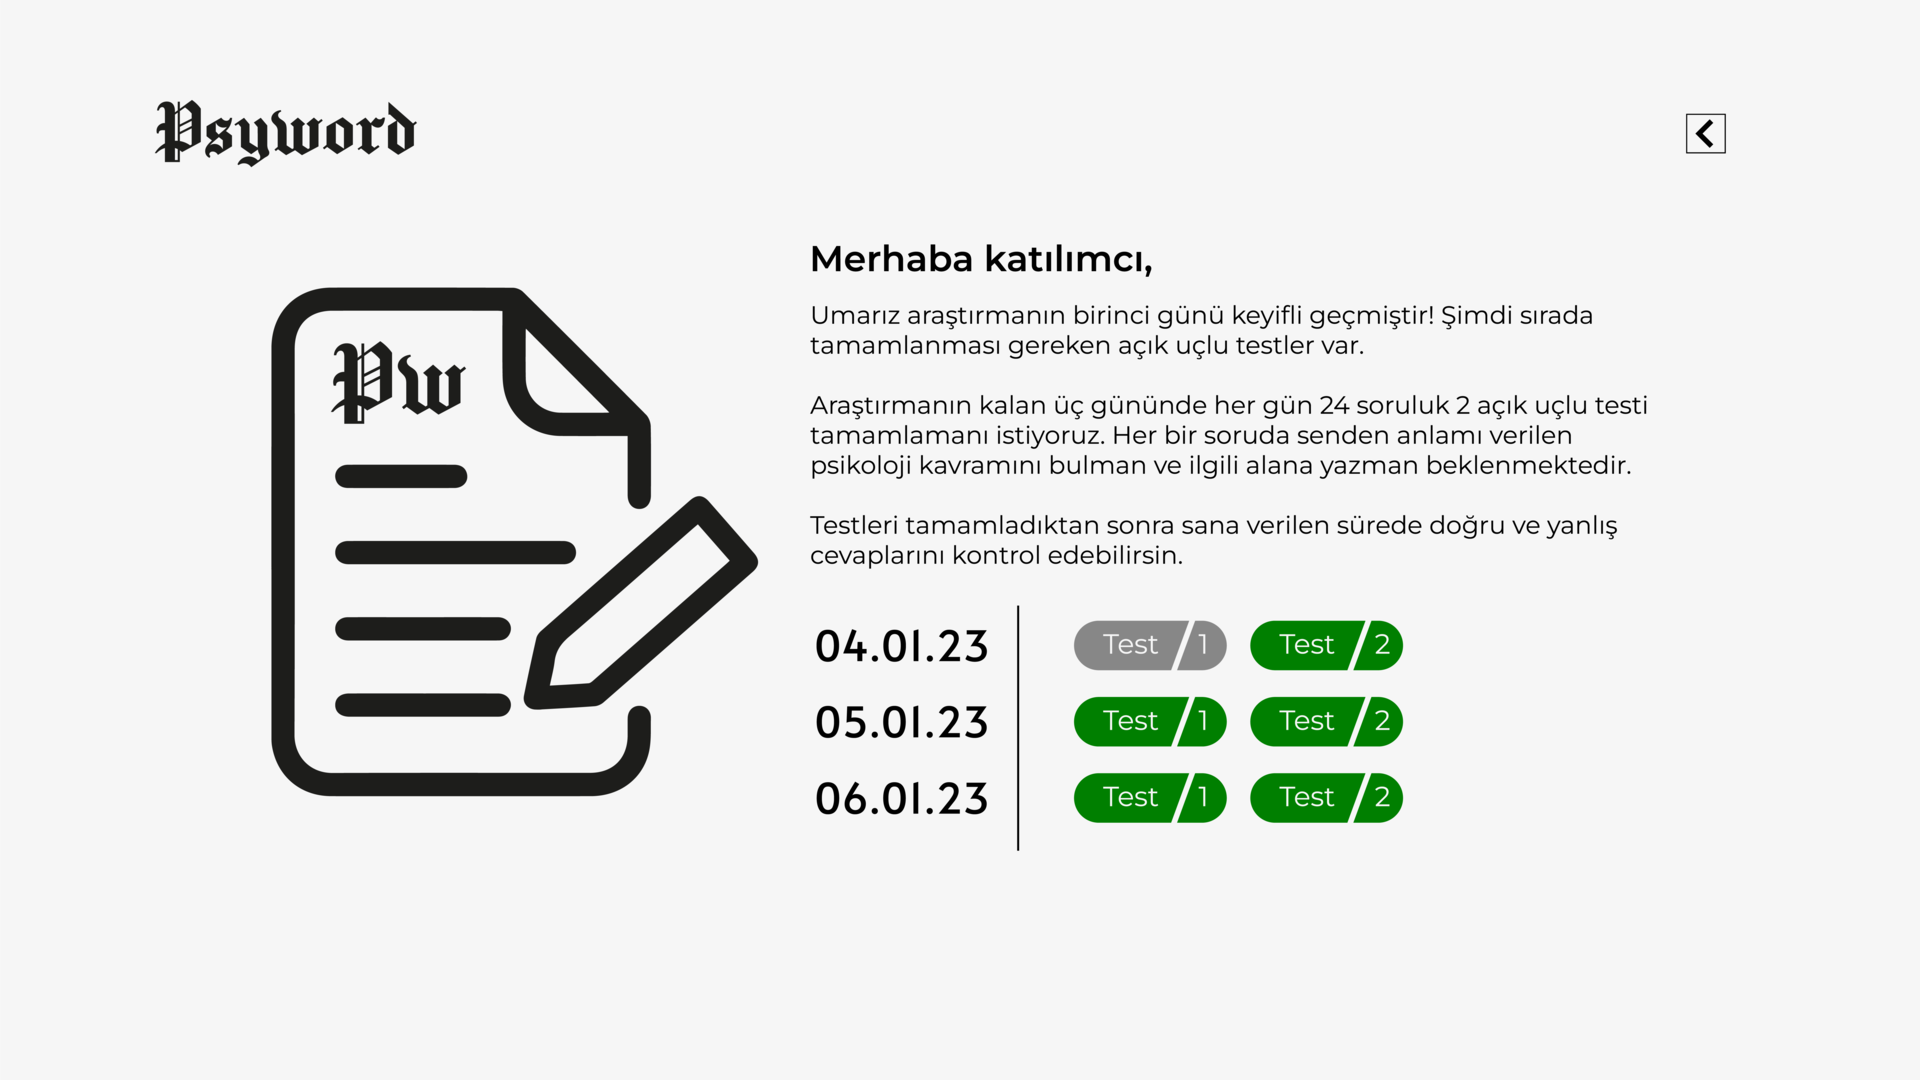 Psyword
Merhaba katılımcı,
Umarız araştırmanın birinci günü keyifli geçmiştir! Şimdi sırada
tamamlanması gereken açık uçlu testler var.
Araştırmanın kalan üç gününde her gün 24 soruluk 2 açık uçlu testi
tamamlamanı istiyoruz. Her bir soruda senden anlamı verilen
psikoloji kavramını bulman ve ilgili alana yazman beklenmektedir.
Testleri tamamladıktan sonra sana verilen sürede doğru ve yanlış
cevaplarını kontrol edebilirsin.
Pw
04.01.23 Test / 1 Test / 2
05.01.23 Test / 1 Test / 2
06.01.23 Test / 1 Test / 2